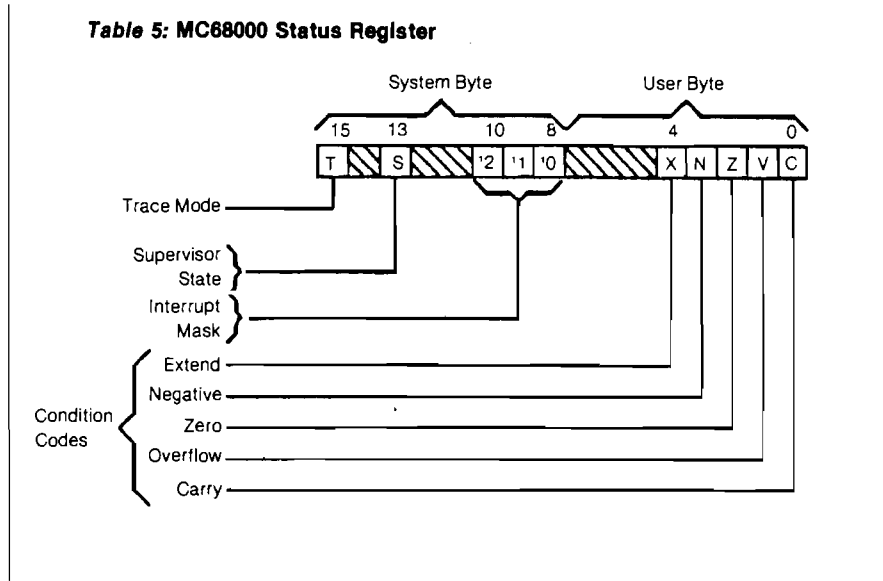 Table 5: MC68000 Status Register
System Byte User Byte
15 13 10 8 4 0
T S I2 I1 I0 X N Z V C
Trace Mode
Supervisor
State
Interrupt
Mask
Extend
Negative
Condition
Codes
Zero
Overflow
Carry